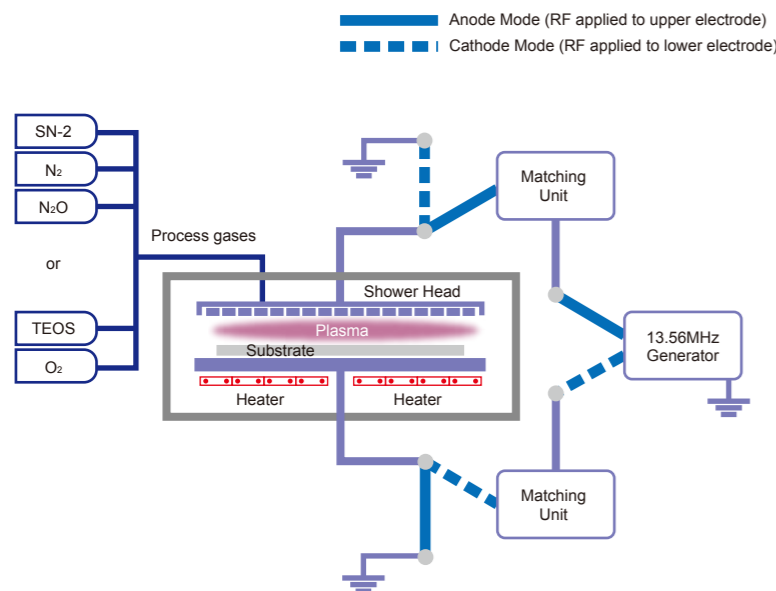 Anode Mode (RF applied to upper electrode)
Cathode Mode (RF applied to lower electrode)
SN-2
N₂
N₂O
or
TEOS
O₂
Process gases
Shower Head
Plasma
Substrate
Heater
Heater
Matching
Unit
13.56MHz
Generator
Matching
Unit